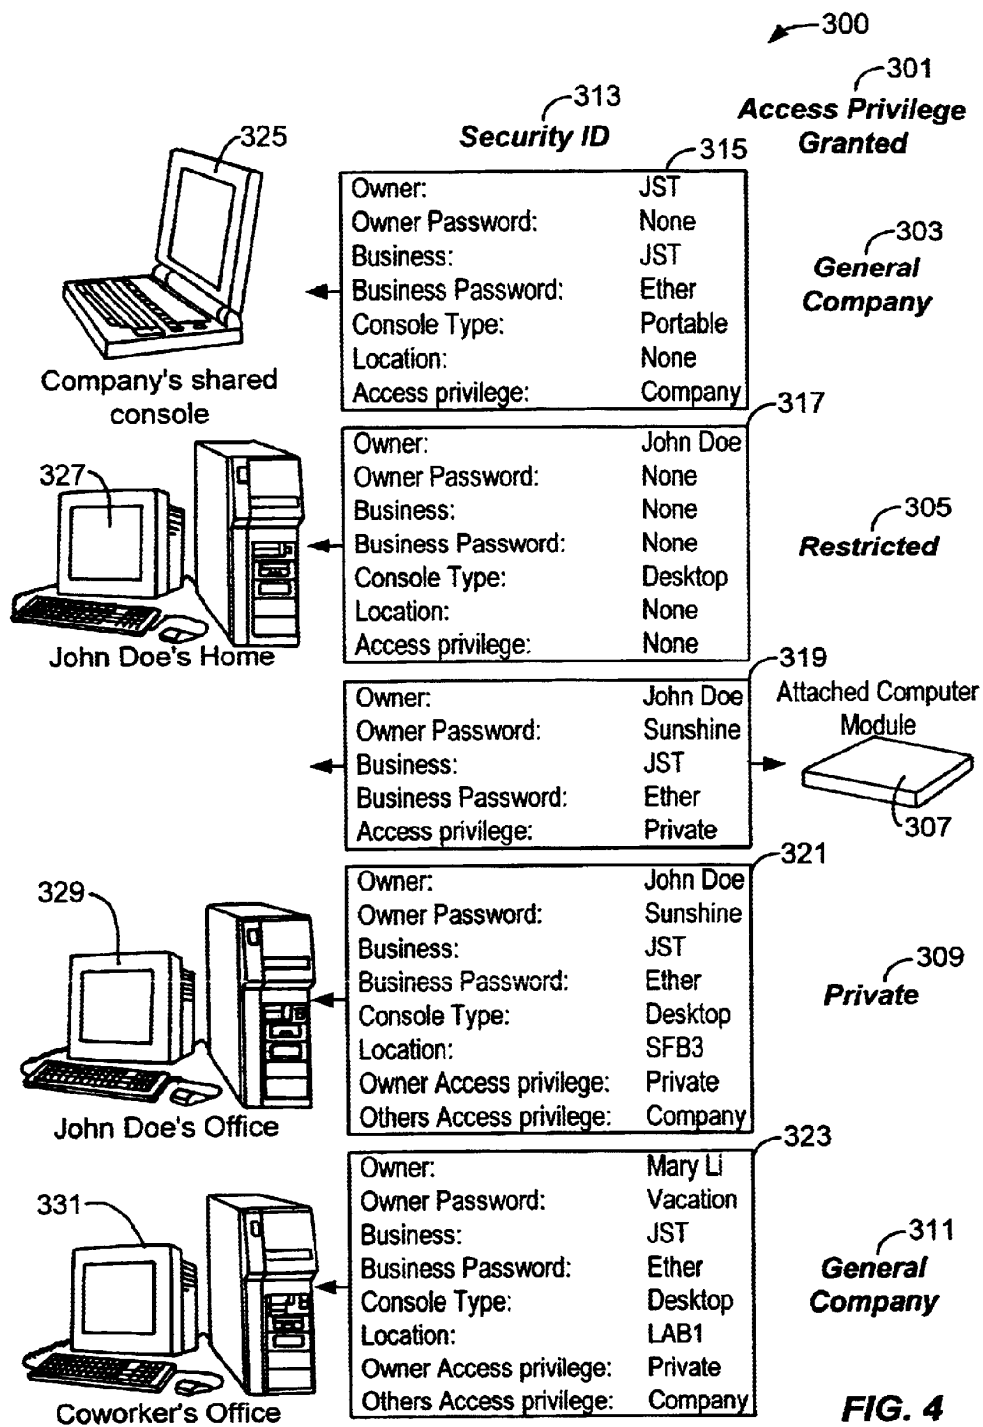 300
301
Access Privilege
Granted
313
Security ID
325
315
Owner: JST
Owner Password: None
Business: JST
Business Password: Ether
Console Type: Portable
Location: None
Access privilege: Company
303
General
Company
Company's shared
console
317
327
Owner: John Doe
Owner Password: None
Business: None
Business Password: None
Console Type: Desktop
Location: None
Access privilege: None
305
Restricted
John Doe's Home
319
Owner: John Doe
Owner Password: Sunshine
Business: JST
Business Password: Ether
Access privilege: Private
Attached Computer
Module
307
321
329
Owner: John Doe
Owner Password: Sunshine
Business: JST
Business Password: Ether
Console Type: Desktop
Location: SFB3
Owner Access privilege: Private
Others Access privilege: Company
309
Private
John Doe's Office
323
331
Owner: Mary Li
Owner Password: Vacation
Business: JST
Business Password: Ether
Console Type: Desktop
Location: LAB1
Owner Access privilege: Private
Others Access privilege: Company
311
General
Company
Coworker's Office
FIG. 4